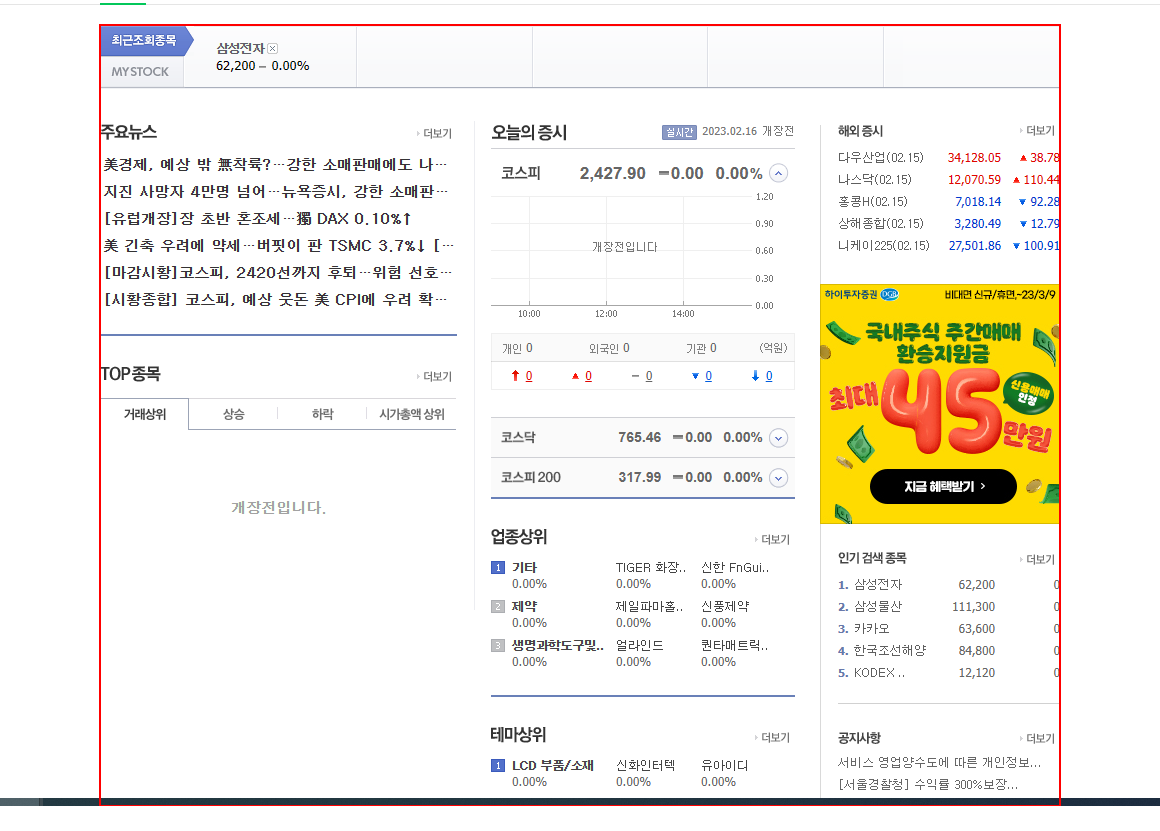 최근조회종목
MYSTOCK
삼성전자
62,200 – 0.00%
주요뉴스
더보기
美경제, 예상 밖 無착륙?…강한 소매판매에도 나…
지진 사망자 4만명 넘어…뉴욕증시, 강한 소매판…
[유럽개장]장 초반 혼조세…獨 DAX 0.10%↑
美 긴축 우려에 약세…버핏이 판 TSMC 3.7%↓ […
[마감시황]코스피, 2420선까지 후퇴…위험 선호…
[시황종합] 코스피, 예상 웃돈 美 CPI에 우려 확…
TOP종목
더보기
거래상위 상승 하락 시가총액 상위
개장전입니다.
오늘의 증시
실시간 2023.02.16 개장전
코스피 2,427.90 0.00 0.00%
1.20
0.90
0.60
0.30
0.00
개장전입니다
10:00 12:00 14:00
개인 0 외국인 0 기관 0 (억원)
↑ 0 ▲ 0 – 0 ▼ 0 ↓ 0
코스닥 765.46 0.00 0.00%
코스피 200 317.99 0.00 0.00%
업종상위
더보기
1 기타 TIGER 화장.. 신한 FnGui..
0.00% 0.00% 0.00%
2 제약 제일파마홀.. 신풍제약
0.00% 0.00% 0.00%
3 생명과학도구및.. 얼라인드 퀀타매트릭..
0.00% 0.00% 0.00%
테마상위
더보기
1 LCD 부품/소재 신화인터텍 유아이디
0.00% 0.00% 0.00%
해외 증시
더보기
다우산업(02.15) 34,128.05 ▲ 38.78
나스닥(02.15) 12,070.59 ▲ 110.44
홍콩H(02.15) 7,018.14 ▼ 92.28
상해종합(02.15) 3,280.49 ▼ 12.79
니케이225(02.15) 27,501.86 ▼ 100.91
하이투자증권 DGB 비대면 신규/휴면,~23/3/9
국내주식 주간매매
환승지원금
최대 45만원
신용매매
인정
지금 혜택받기 >
인기 검색 종목
더보기
1. 삼성전자 62,200 0
2. 삼성물산 111,300 0
3. 카카오 63,600 0
4. 한국조선해양 84,800 0
5. KODEX .. 12,120 0
공지사항
더보기
서비스 영업양수도에 따른 개인정보...
[서울경찰청] 수익률 300%보장...